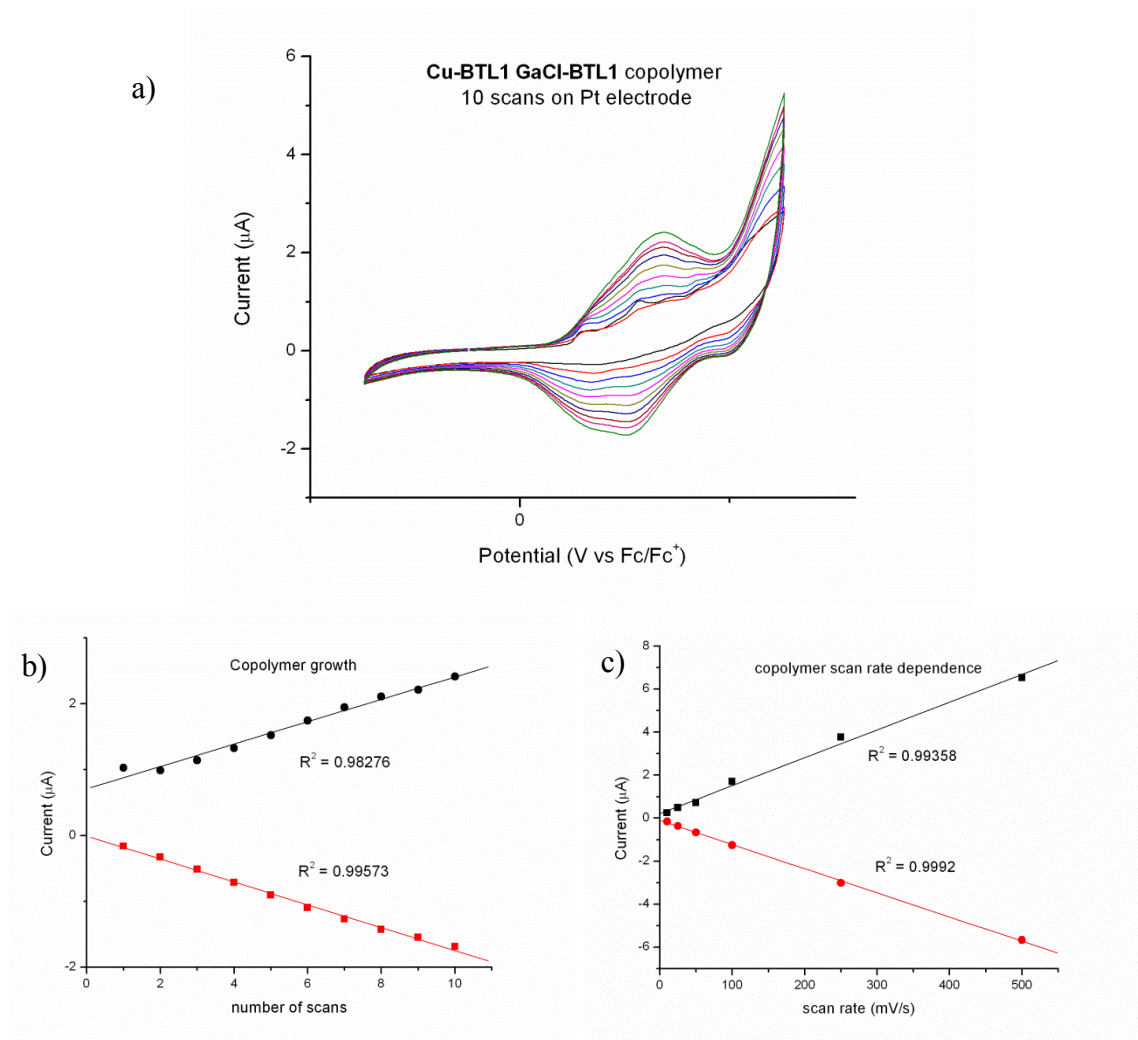 a)
Cu-BTL1 GaCl-BTL1 copolymer
10 scans on Pt electrode
6
4
2
0
-2
Current (μA)
0
Potential (V vs Fc/Fc⁺)
b)
Copolymer growth
2
0
-2
Current (μA)
R² = 0.98276
R² = 0.99573
0
2
4
6
8
10
number of scans
c)
copolymer scan rate dependence
8
6
4
2
0
-2
-4
-6
Current (μA)
R² = 0.99358
R² = 0.9992
0
100
200
300
400
500
scan rate (mV/s)